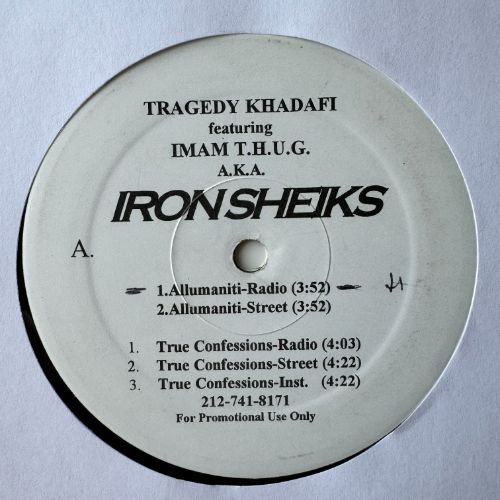 TRAGEDY KHADAFI
featuring
IMAM T.H.U.G.
A.K.A.
IRON SHEIKS
A.
1.Allumaniti-Radio (3:52)
2.Allumaniti-Street (3:52)
1. True Confessions-Radio (4:03)
2. True Confessions-Street (4:22)
3. True Confessions-Inst. (4:22)
212-741-8171
For Promotional Use Only